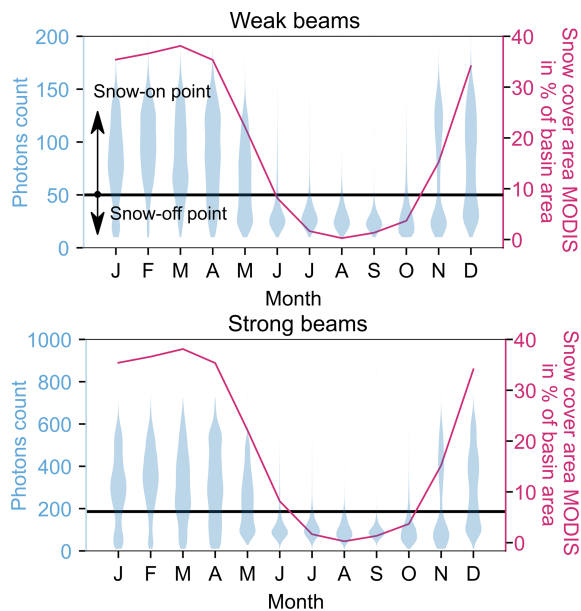 Weak beams
200
150
100
50
0
Photons count
Snow-on point
Snow-off point
40
30
20
10
0
Snow cover area MODIS
in % of basin area
J F M A M J J A S O N D
Month
Strong beams
1000
800
600
400
200
0
Photons count
40
30
20
10
0
Snow cover area MODIS
in % of basin area
J F M A M J J A S O N D
Month